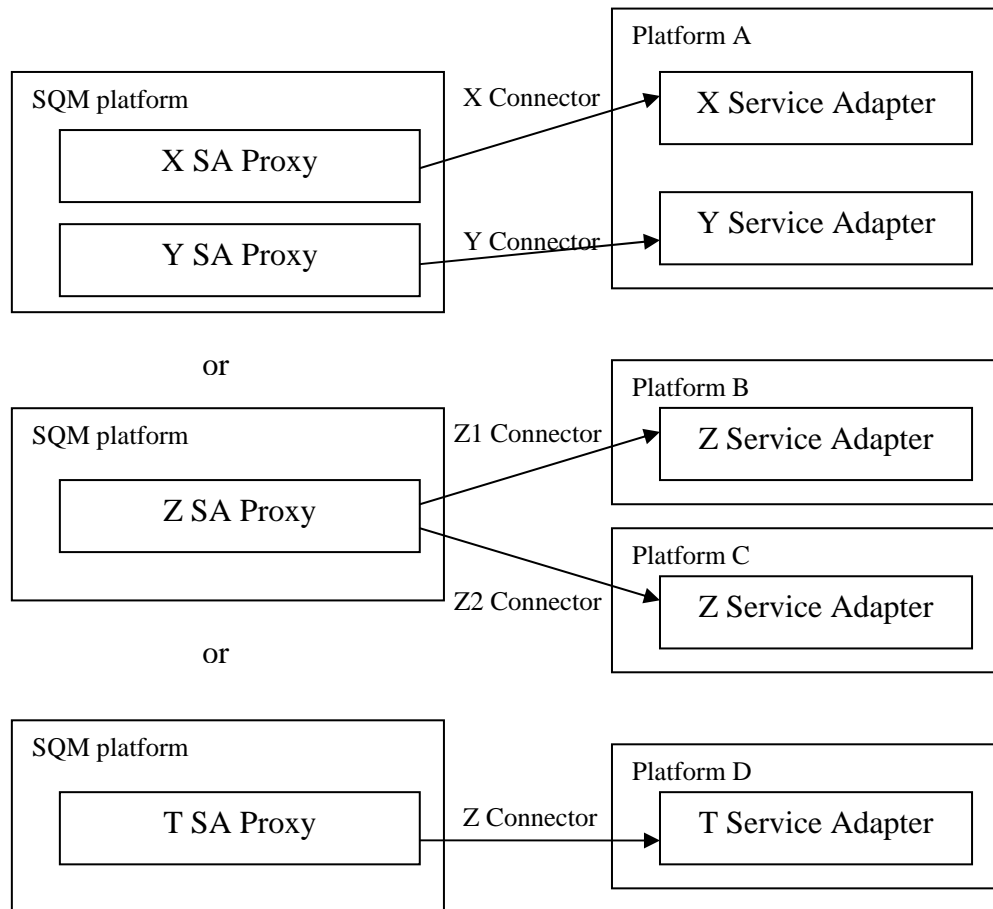 Platform A
SQM platform
X Connector
X Service Adapter
X SA Proxy
Y Service Adapter
Y SA Proxy
Y Connector
or
Platform B
SQM platform
Z1 Connector
Z Service Adapter
Z SA Proxy
Platform C
Z2 Connector
Z Service Adapter
or
SQM platform
Platform D
T SA Proxy
Z Connector
T Service Adapter